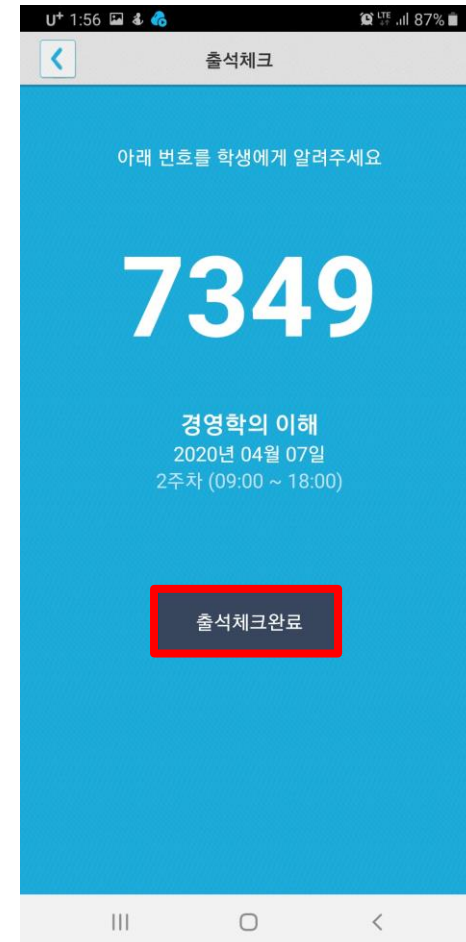 U+ 1:56 LTE 87%
출석체크
아래 번호를 학생에게 알려주세요
7349
경영학의 이해
2020년 04월 07일
2주차 (09:00 ~ 18:00)
출석체크완료